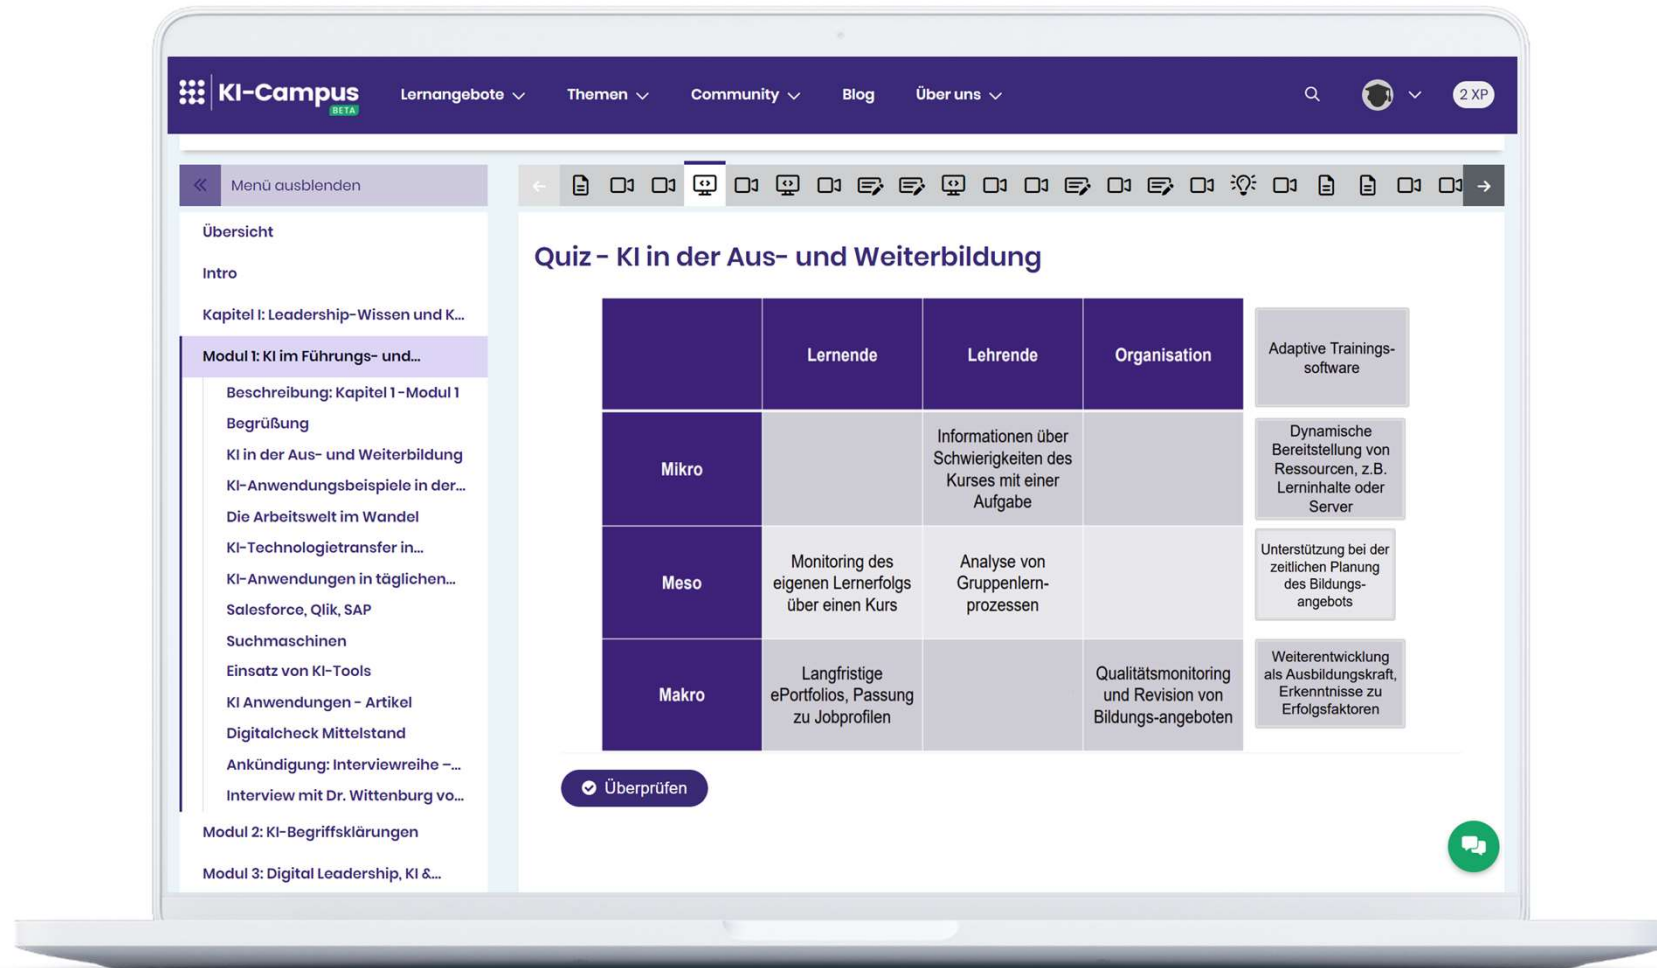 KI-Campus
BETA
Lernangebote
Themen
Community
Blog
Über uns
2 XP
Menü ausblenden
Übersicht
Intro
Kapitel I: Leadership-Wissen und K...
Modul 1: KI im Führungs- und...
Beschreibung: Kapitel 1 -Modul 1
Begrüßung
KI in der Aus- und Weiterbildung
KI-Anwendungsbeispiele in der...
Die Arbeitswelt im Wandel
KI-Technologietransfer in...
KI-Anwendungen in täglichen...
Salesforce, Qlik, SAP
Suchmaschinen
Einsatz von KI-Tools
KI Anwendungen - Artikel
Digitalcheck Mittelstand
Ankündigung: Interviewreihe –...
Interview mit Dr. Wittenburg vo...
Modul 2: KI-Begriffsklärungen
Modul 3: Digital Leadership, KI &...
Quiz - KI in der Aus- und Weiterbildung
Lernende
Lehrende
Organisation
Mikro
Informationen über
Schwierigkeiten des
Kurses mit einer
Aufgabe
Meso
Monitoring des
eigenen Lernerfolgs
über einen Kurs
Analyse von
Gruppenlern-
prozessen
Makro
Langfristige
ePortfolios, Passung
zu Jobprofilen
Qualitätsmonitoring
und Revision von
Bildungs-angeboten
Adaptive Trainings-
software
Dynamische
Bereitstellung von
Ressourcen, z.B.
Lerninhalte oder
Server
Unterstützung bei der
zeitlichen Planung
des Bildungs-
angebots
Weiterentwicklung
als Ausbildungskraft,
Erkenntnisse zu
Erfolgsfaktoren
Überprüfen